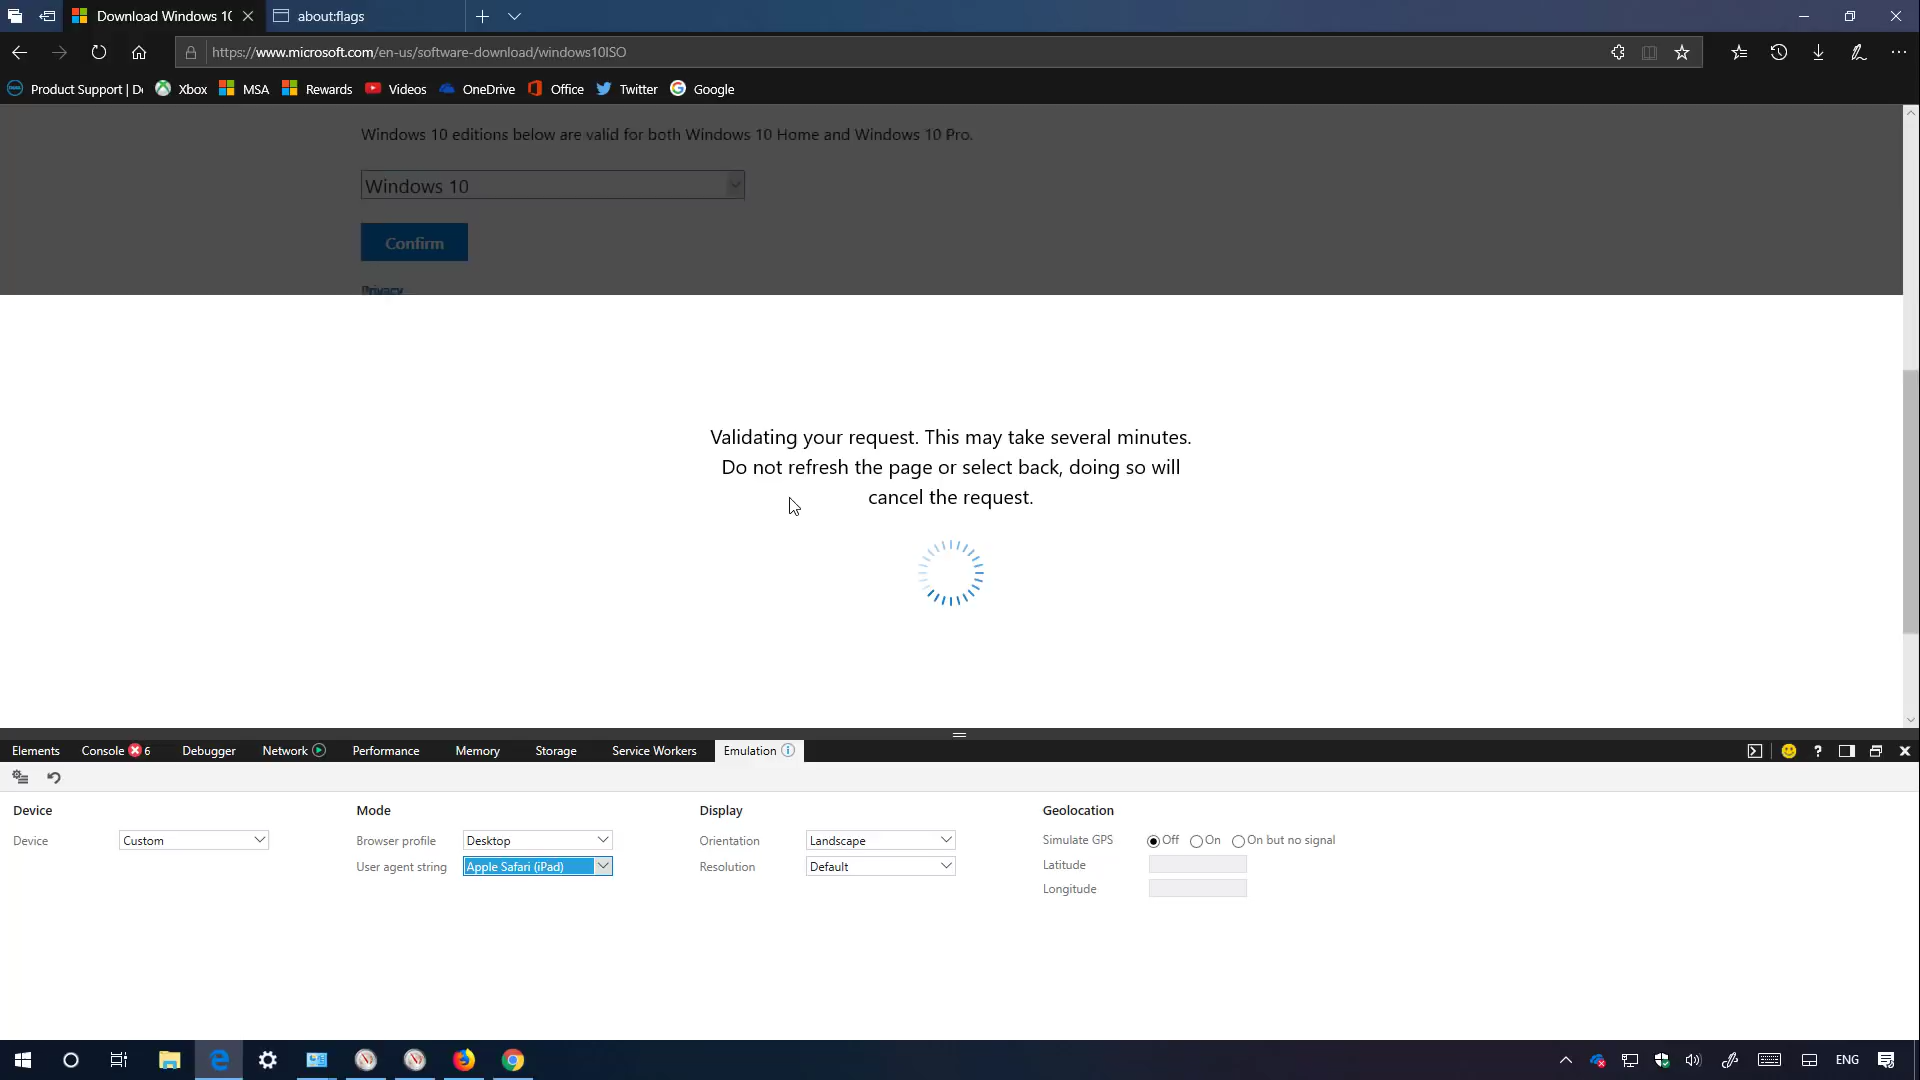 Download Windows 10
about:flags
https://www.microsoft.com/en-us/software-download/windows10ISO
Product Support | De
Xbox
MSA
Rewards
Videos
OneDrive
Office
Twitter
Google
Windows 10 editions below are valid for both Windows 10 Home and Windows 10 Pro.
Windows 10
Confirm
Privacy
Validating your request. This may take several minutes.
Do not refresh the page or select back, doing so will
cancel the request.
Elements
Console 6
Debugger
Network
Performance
Memory
Storage
Service Workers
Emulation
Device
Mode
Display
Geolocation
Device Custom
Browser profile Desktop
Orientation Landscape
Simulate GPS Off On On but no signal
User agent string Apple Safari (iPad)
Resolution Default
Latitude
Longitude
ENG